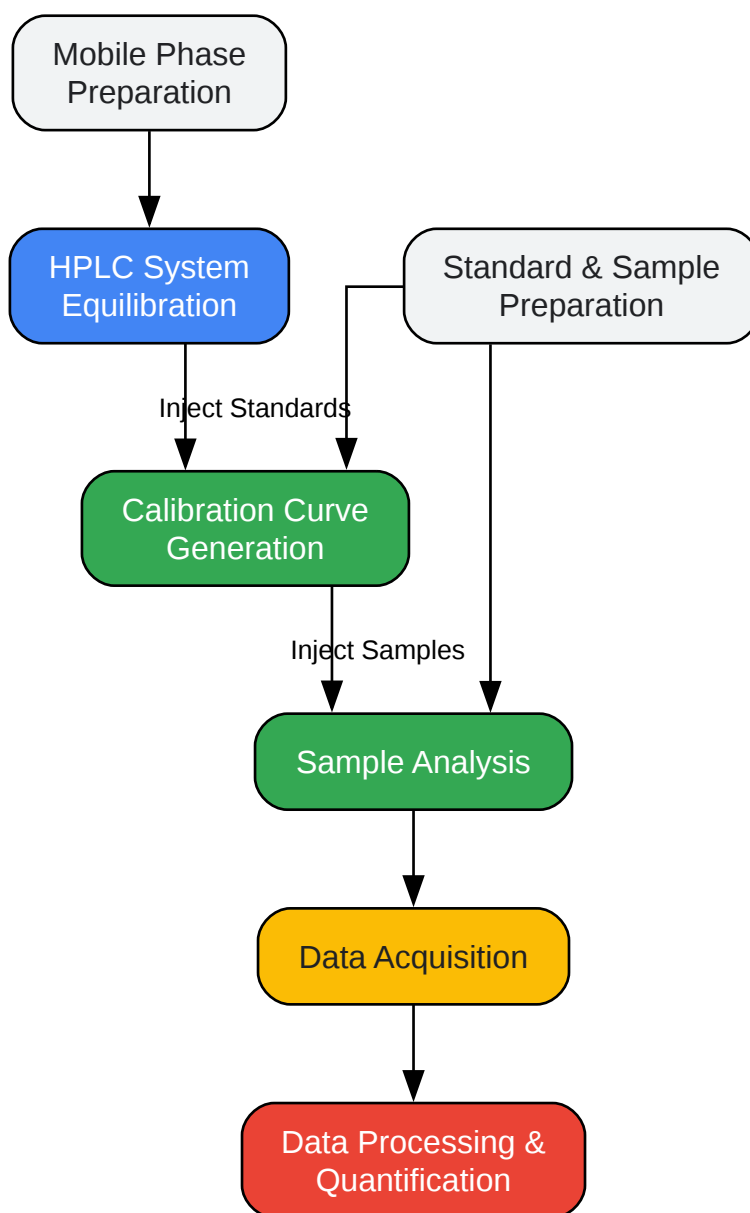 Mobile Phase
Preparation
HPLC System
Equilibration
Standard & Sample
Preparation
Inject Standards
Calibration Curve
Generation
Inject Samples
Sample Analysis
Data Acquisition
Data Processing &
Quantification